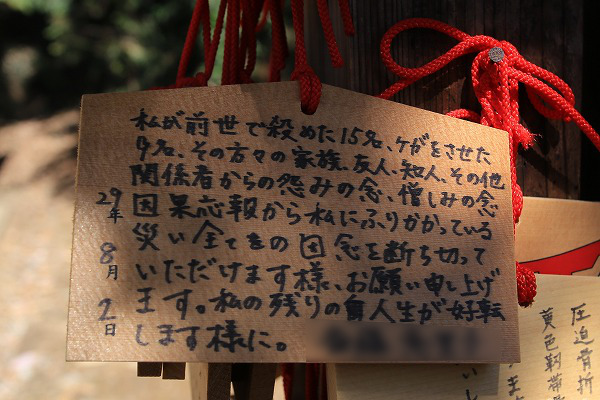 私が前世で殺めた15名、ケガをさせた
9名、その方々の家族、友人、知人、その他
関係者からの怨みの念、憎しみの念
因果応報から私にふりかかっている
災い全てをの因念を断ち切って
いただけます様、お願い申し上げ
ます。私の残りの人生が好転
します様に。
29年
8月
2日
圧迫骨折
黄色靭帯